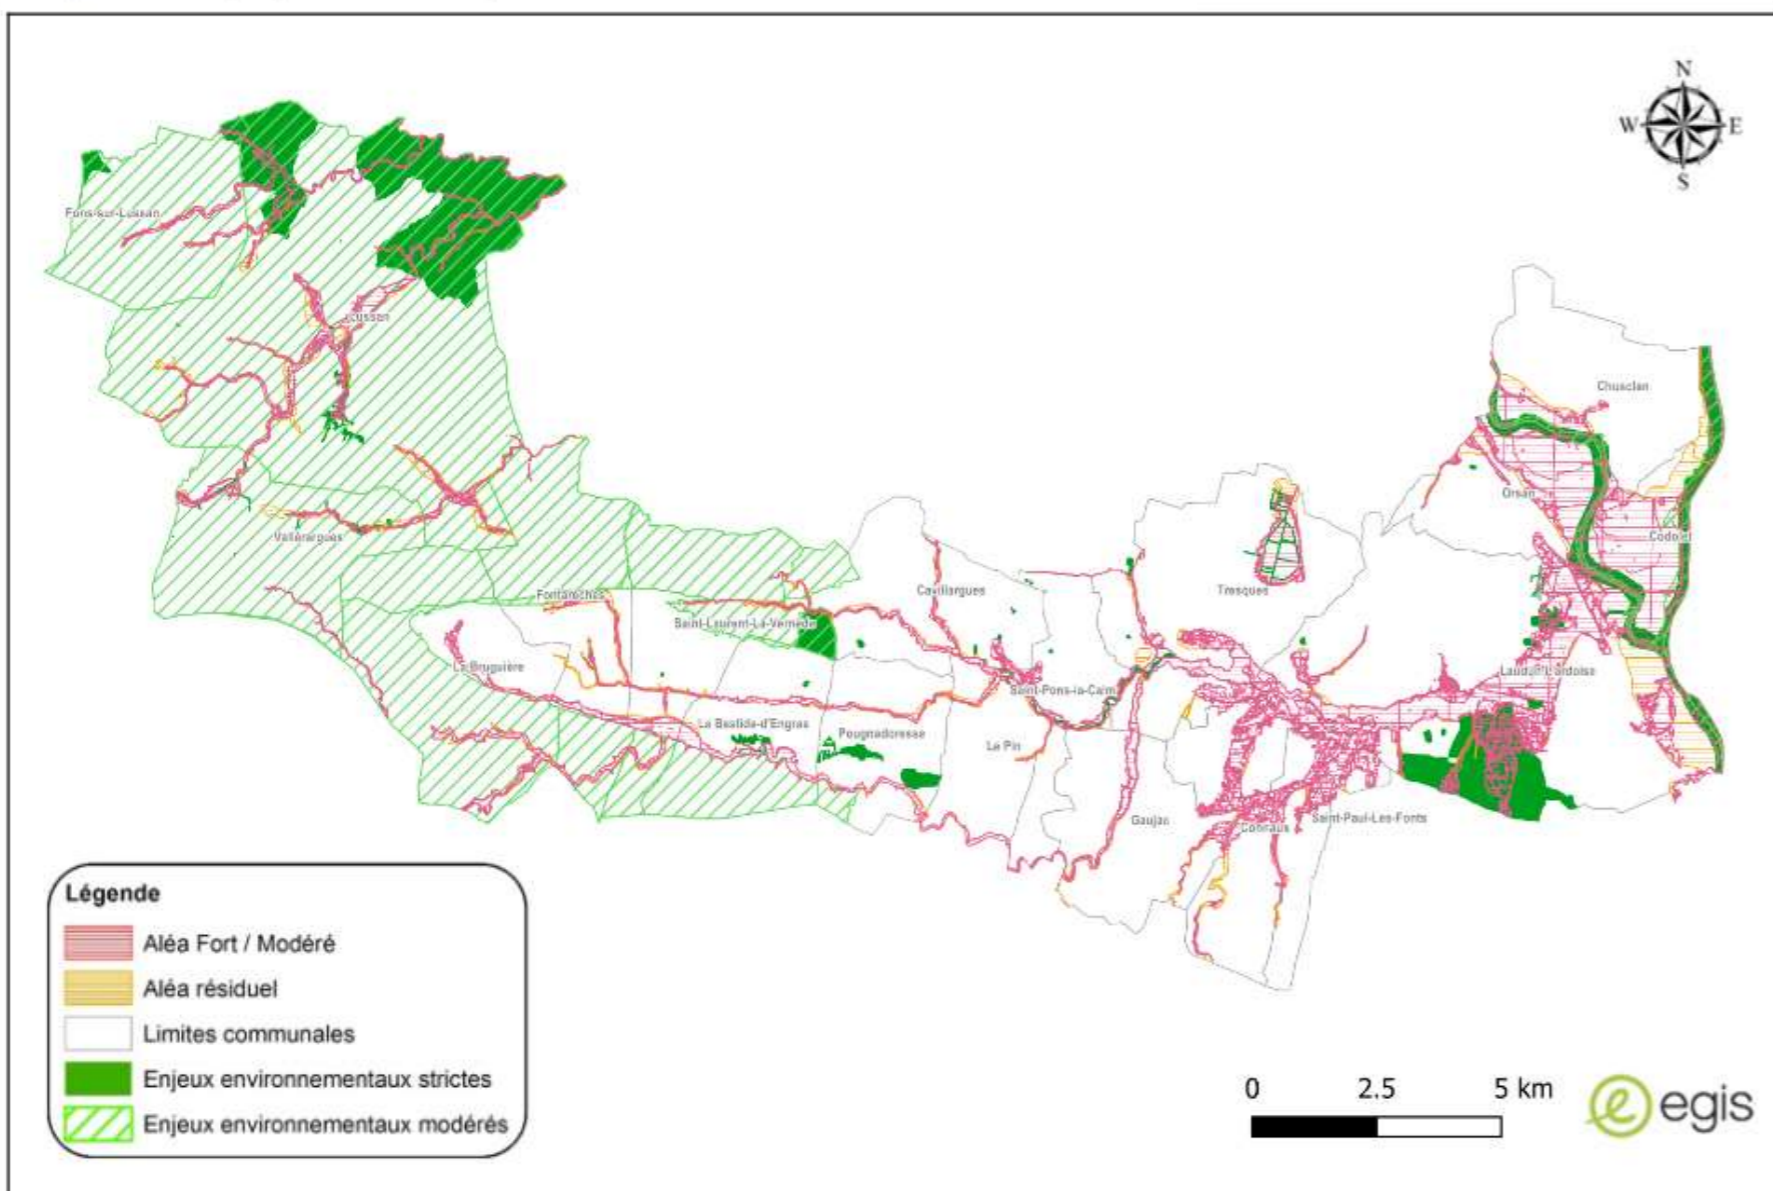 N
W E
S
Fons-sur-Lussan
Lussan
Chusclan
Orsan
Vallérargues
Codolet
Fontarèches
Cavillargues
Tresques
Saint-Laurent-La-Vernède
La Bruguière
Laudun-L'ardoise
Saint-Pons-la-Calm
La Bastide-d'Engras
Pougnadoresse
Le Pin
Gaujac
Connaux
Saint-Paul-Les-Fonts
Légende
Aléa Fort / Modéré
Aléa résiduel
Limites communales
Enjeux environnementaux strictes
Enjeux environnementaux modérés
0 2.5 5 km
egis